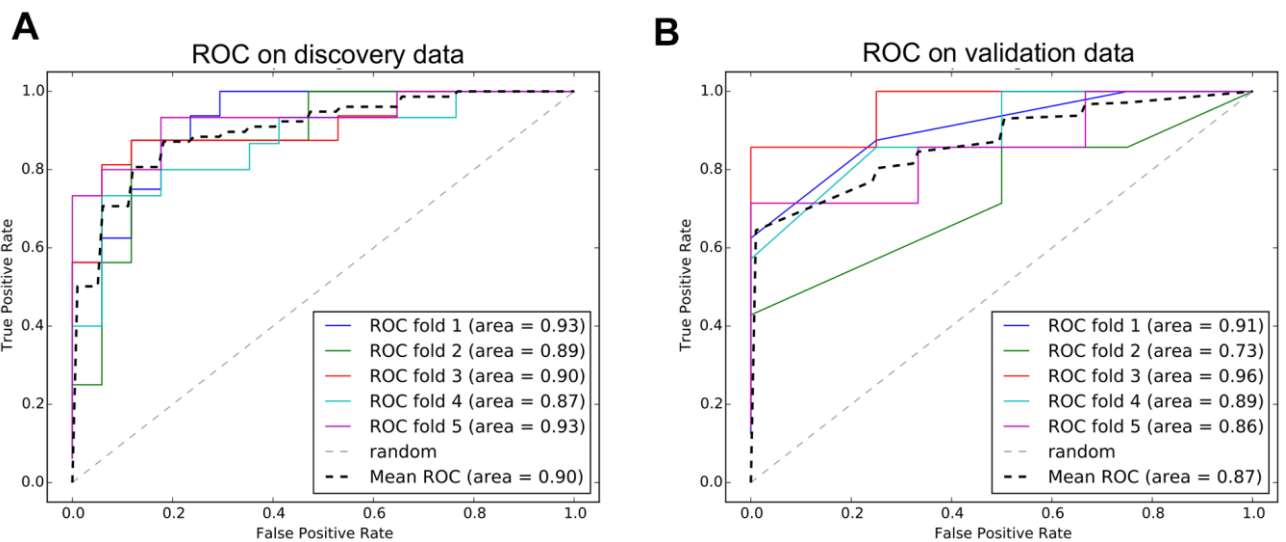 A
ROC on discovery data
1.0
0.8
0.6
0.4
0.2
0.0
True Positive Rate
ROC fold 1 (area = 0.93)
ROC fold 2 (area = 0.89)
ROC fold 3 (area = 0.90)
ROC fold 4 (area = 0.87)
ROC fold 5 (area = 0.93)
random
Mean ROC (area = 0.90)
0.0 0.2 0.4 0.6 0.8 1.0
False Positive Rate
B
ROC on validation data
1.0
0.8
0.6
0.4
0.2
0.0
True Positive Rate
ROC fold 1 (area = 0.91)
ROC fold 2 (area = 0.73)
ROC fold 3 (area = 0.96)
ROC fold 4 (area = 0.89)
ROC fold 5 (area = 0.86)
random
Mean ROC (area = 0.87)
0.0 0.2 0.4 0.6 0.8 1.0
False Positive Rate